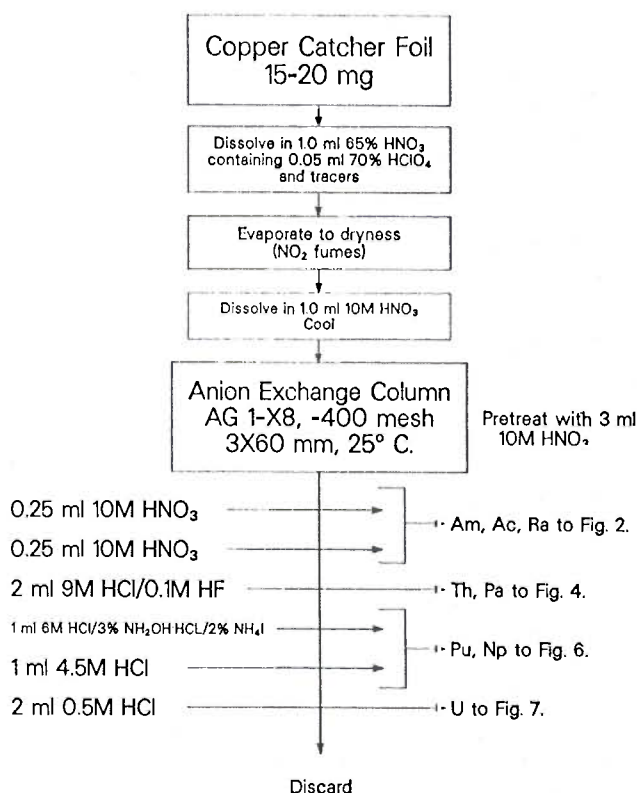 Copper Catcher Foil
15-20 mg
Dissolve in 1.0 ml 65% HNO₃
containing 0.05 ml 70% HClO₄
and tracers
Evaporate to dryness
(NO₂ fumes)
Dissolve in 1.0 ml 10M HNO₃
Cool
Anion Exchange Column
AG 1-X8, -400 mesh
3X60 mm, 25° C.
Pretreat with 3 ml
10M HNO₃
0.25 ml 10M HNO₃
0.25 ml 10M HNO₃
Am, Ac, Ra to Fig. 2.
2 ml 9M HCl/0.1M HF
Th, Pa to Fig. 4.
1 ml 6M HCl/3% NH₂OH·HCL/2% NH₄I
1 ml 4.5M HCl
Pu, Np to Fig. 6.
2 ml 0.5M HCl
U to Fig. 7.
Discard